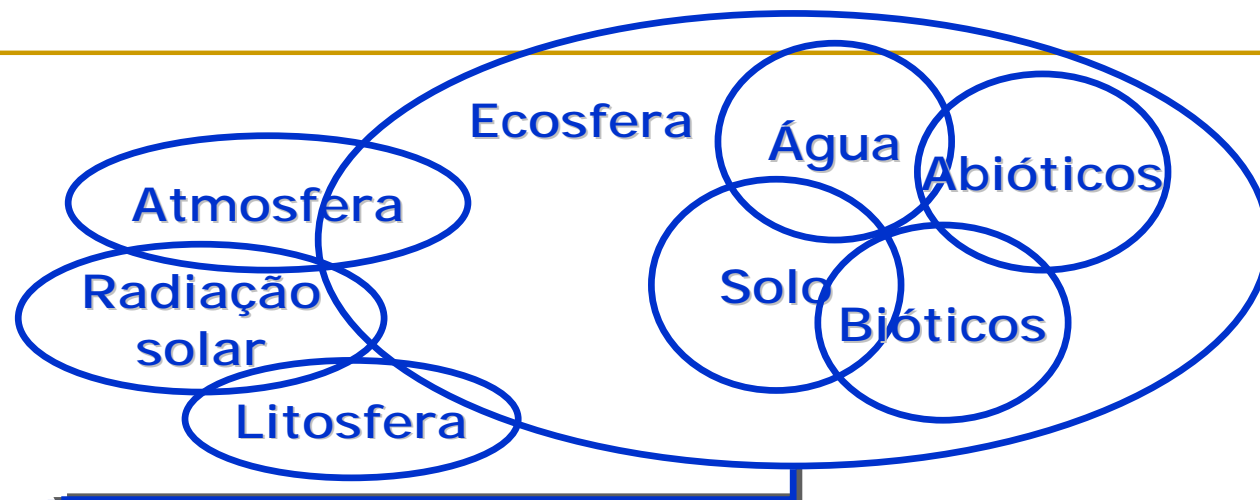 Ecosfera
Água
Abióticos
Atmosfera
Radiação
solar
Solo
Bióticos
Litosfera